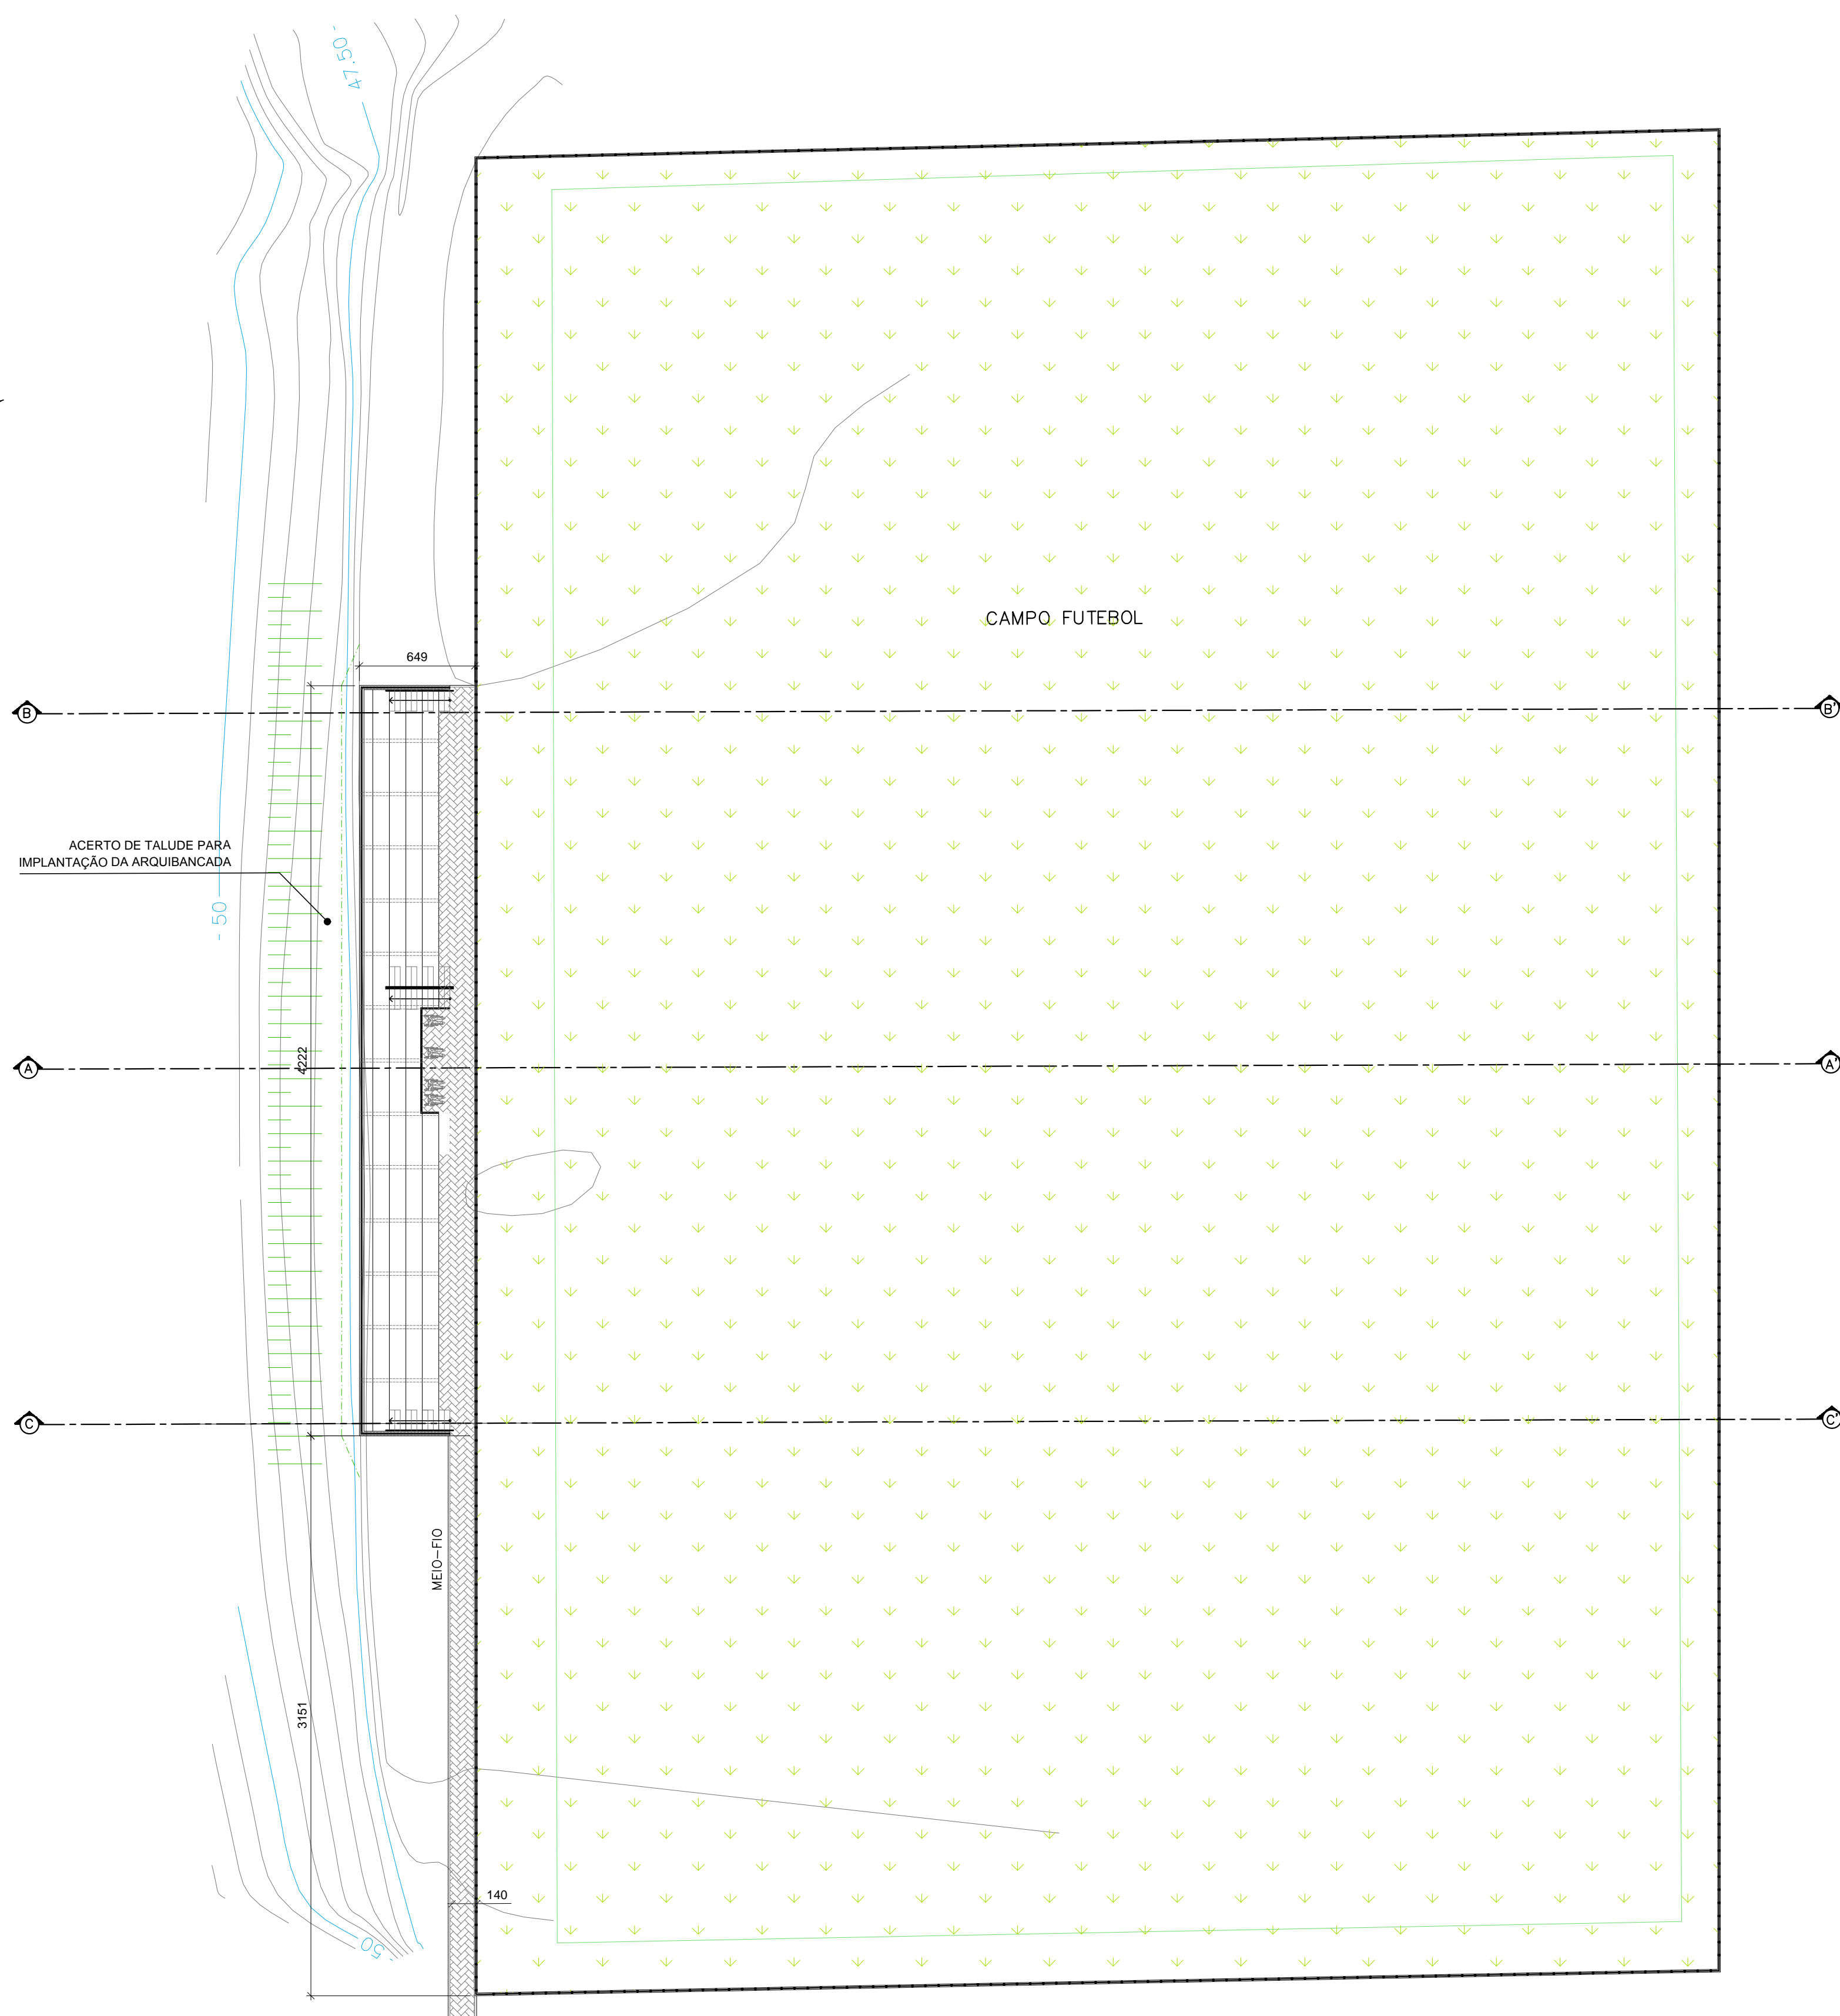 47.50
CAMPO FUTEBOL
649
B
B'
ACERTO DE TALUDE PARA
IMPLANTAÇÃO DA ARQUIBANCADA
50
4222
A
A'
C
C'
MEIO-FIO
3151
140
50